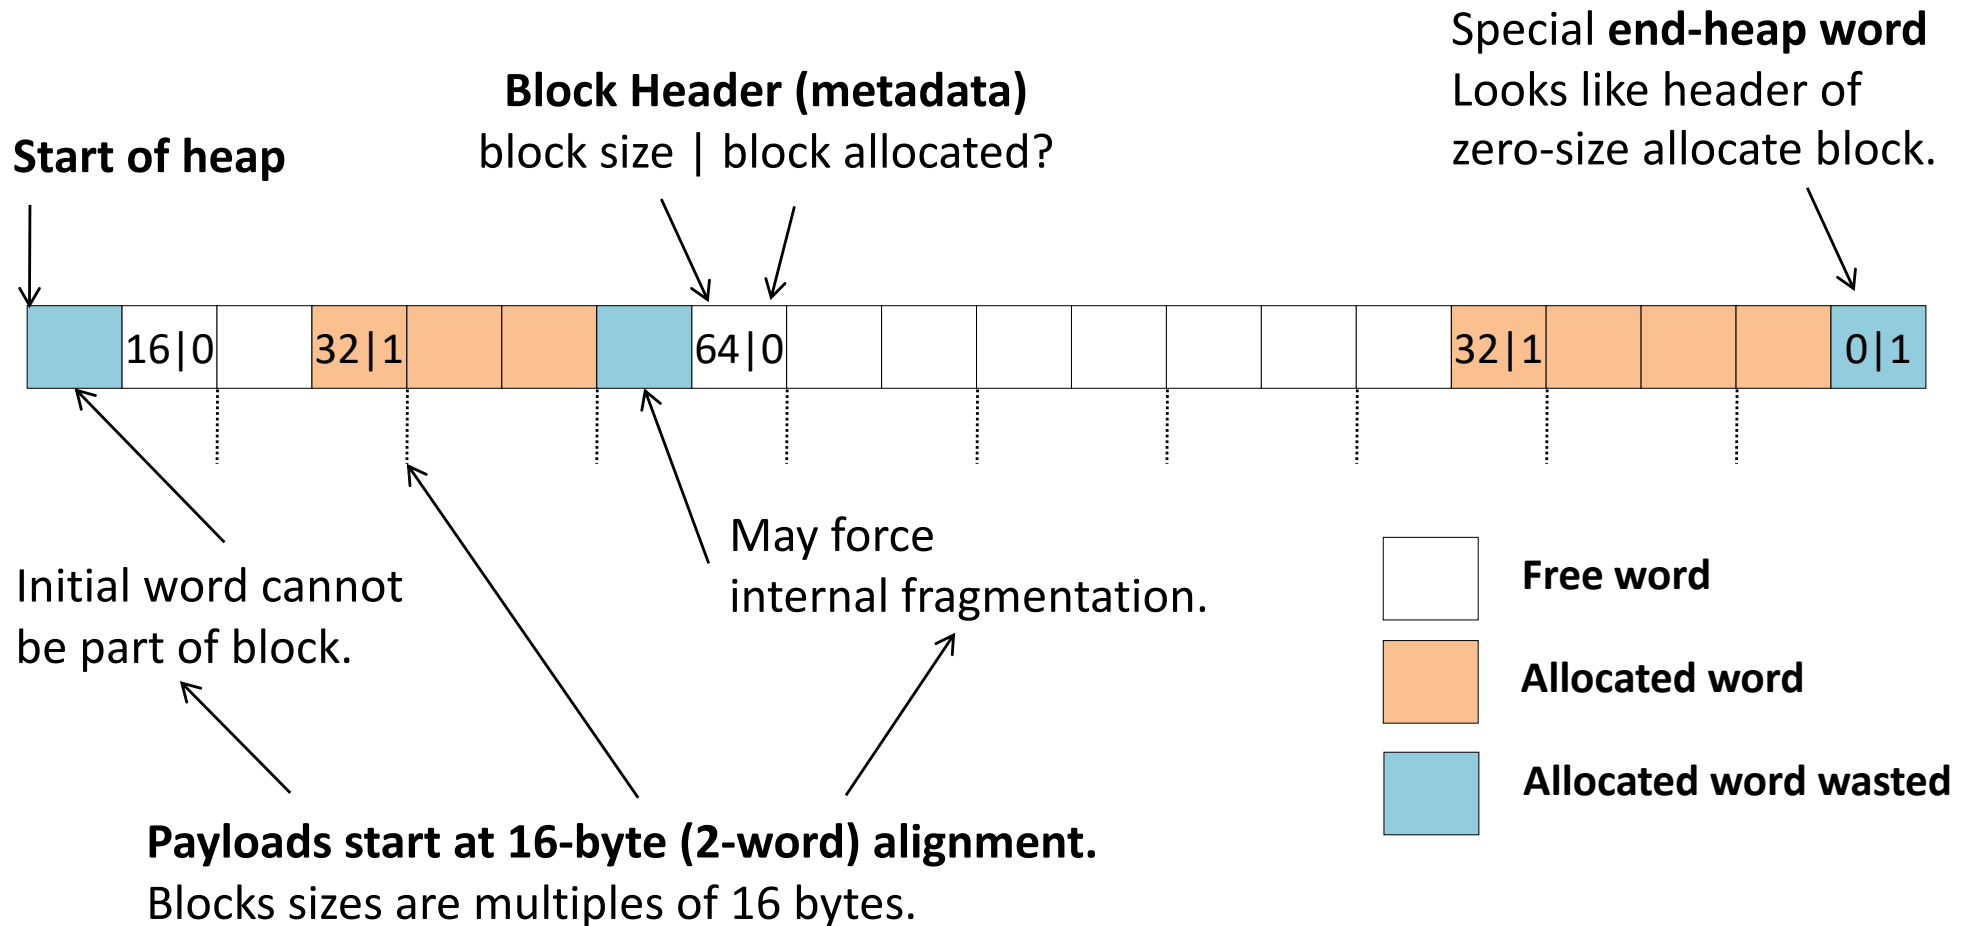 Special end-heap word
Looks like header of
zero-size allocate block.
Block Header (metadata)
block size | block allocated?
Start of heap
16|0
32|1
64|0
32|1
0|1
Initial word cannot
be part of block.
May force
internal fragmentation.
Free word
Allocated word
Allocated word wasted
Payloads start at 16-byte (2-word) alignment.
Blocks sizes are multiples of 16 bytes.